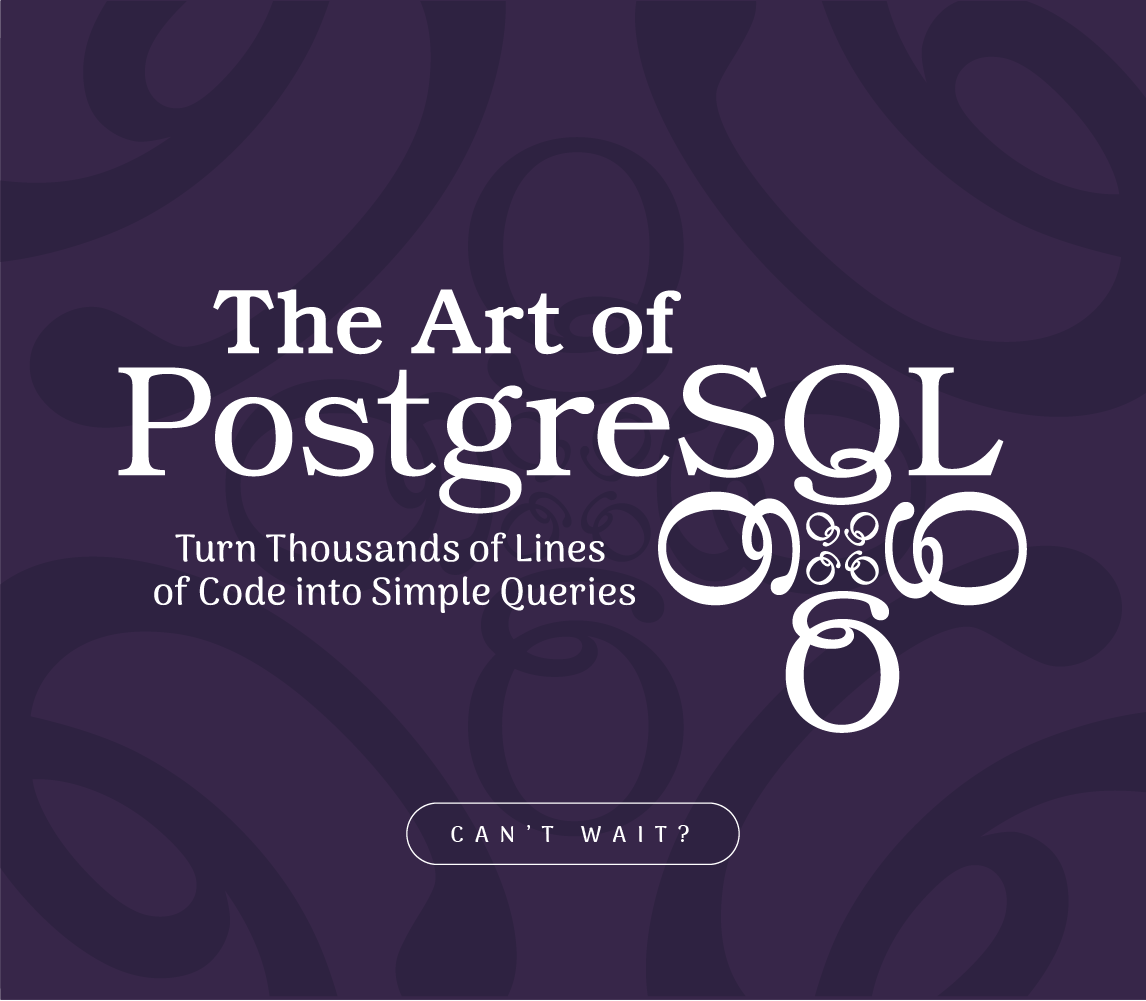 The Art of
PostgreSQL
Turn Thousands of Lines
of Code into Simple Queries
CAN’T WAIT?